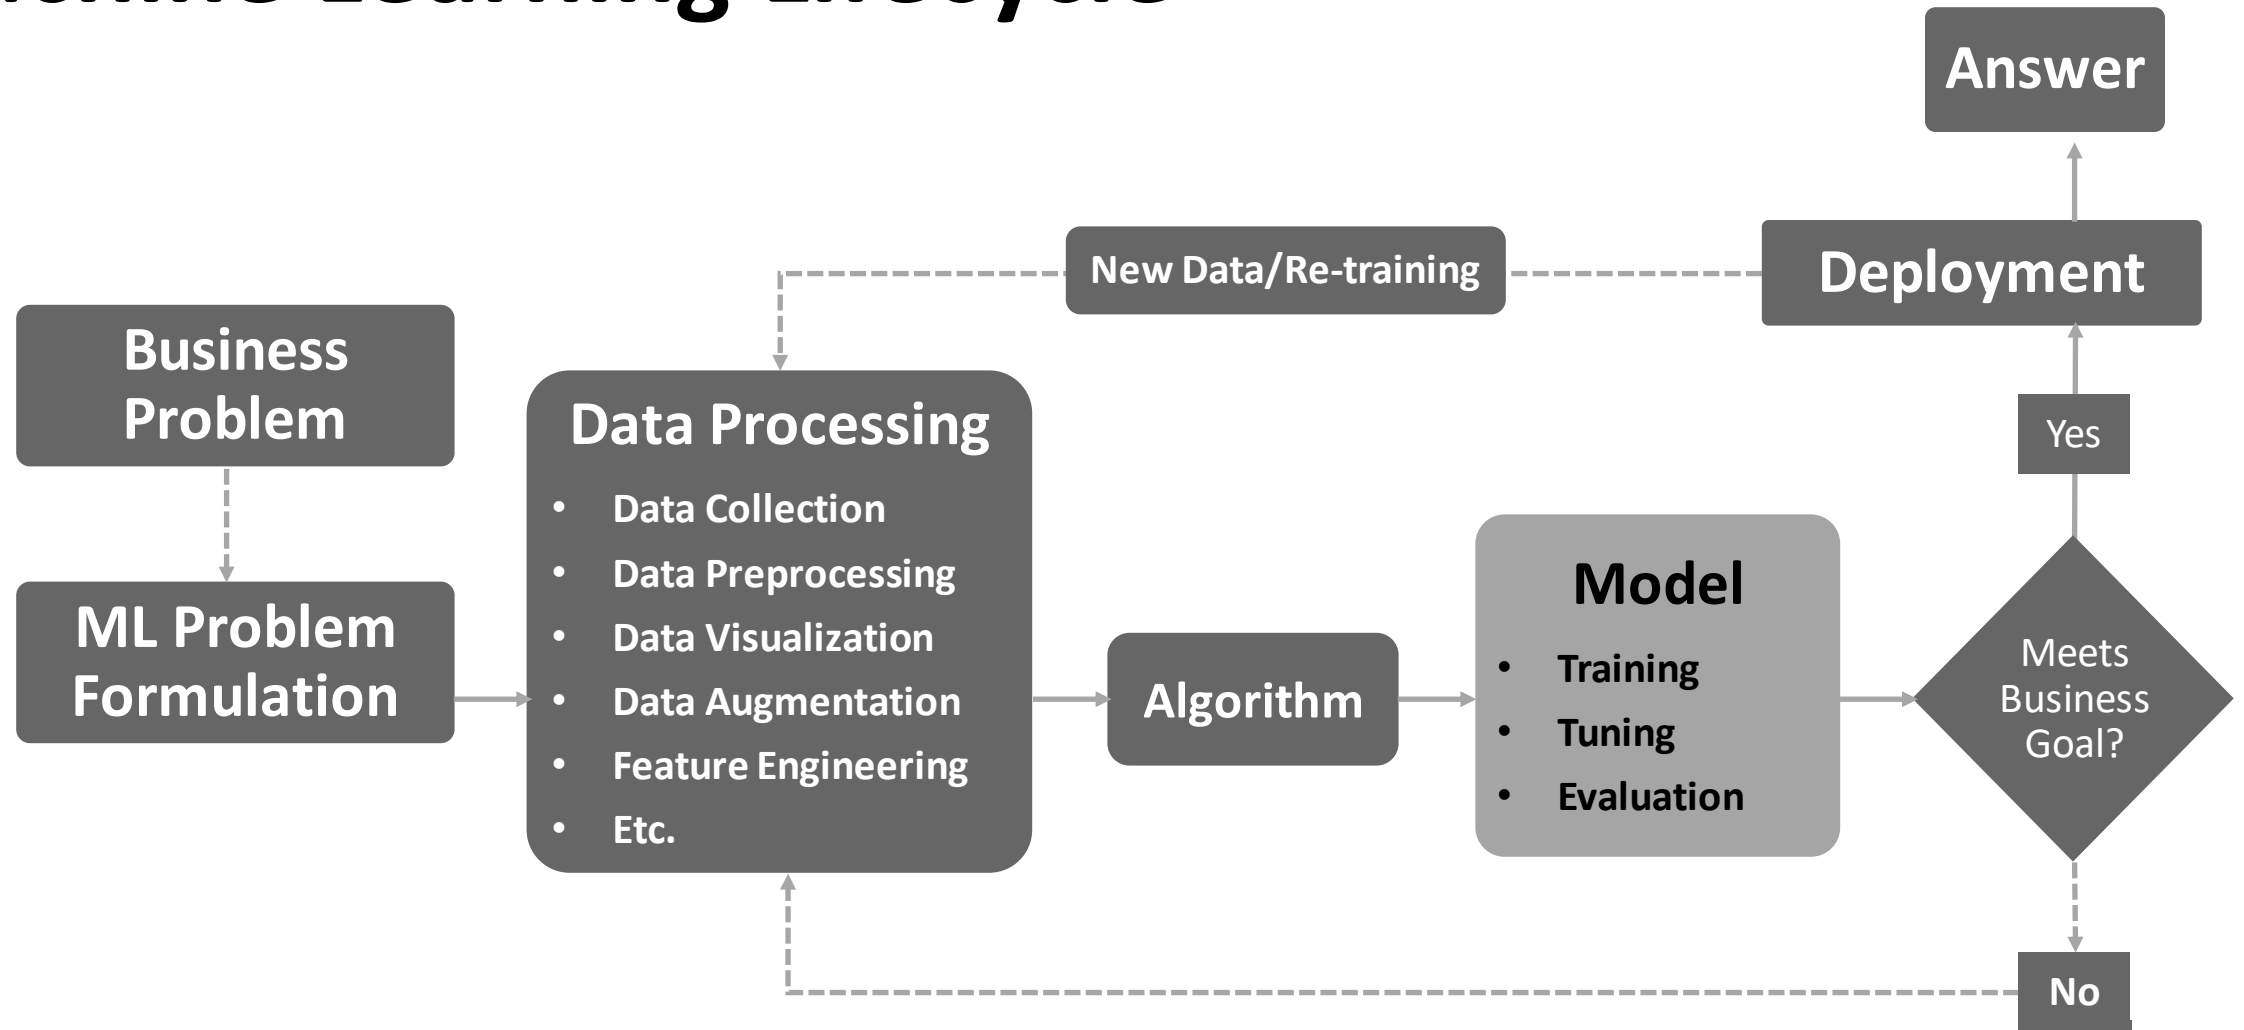 Learning
Answer
New Data/Re-training
Deployment
Business
Problem
Yes
Data Processing
• Data Collection
• Data Preprocessing
• Data Visualization
• Data Augmentation
• Feature Engineering
• Etc.
ML Problem
Formulation
Algorithm
Model
• Training
• Tuning
• Evaluation
Meets
Business
Goal?
No